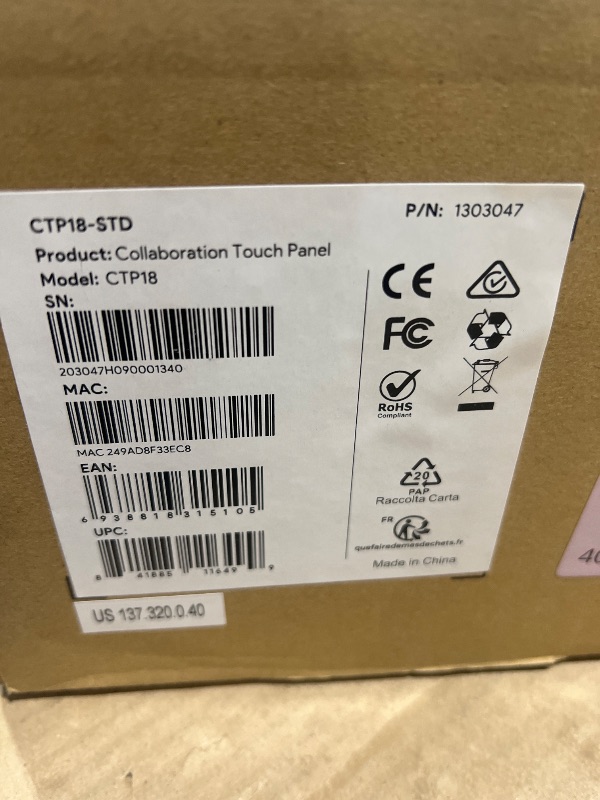 CTP18-STD
P/N: 1303047
Product: Collaboration Touch Panel
Model: CTP18
SN:
203047H090001340
MAC:
MAC 249AD8F33EC8
EAN:
6 938818 315105
UPC:
8 41885 11649 9
CE
FC
RoHS
Compliant
20
PAP
Raccolta Carta
FR
quefairedemesdechets.fr
Made in China
US 137.320.0.40
40